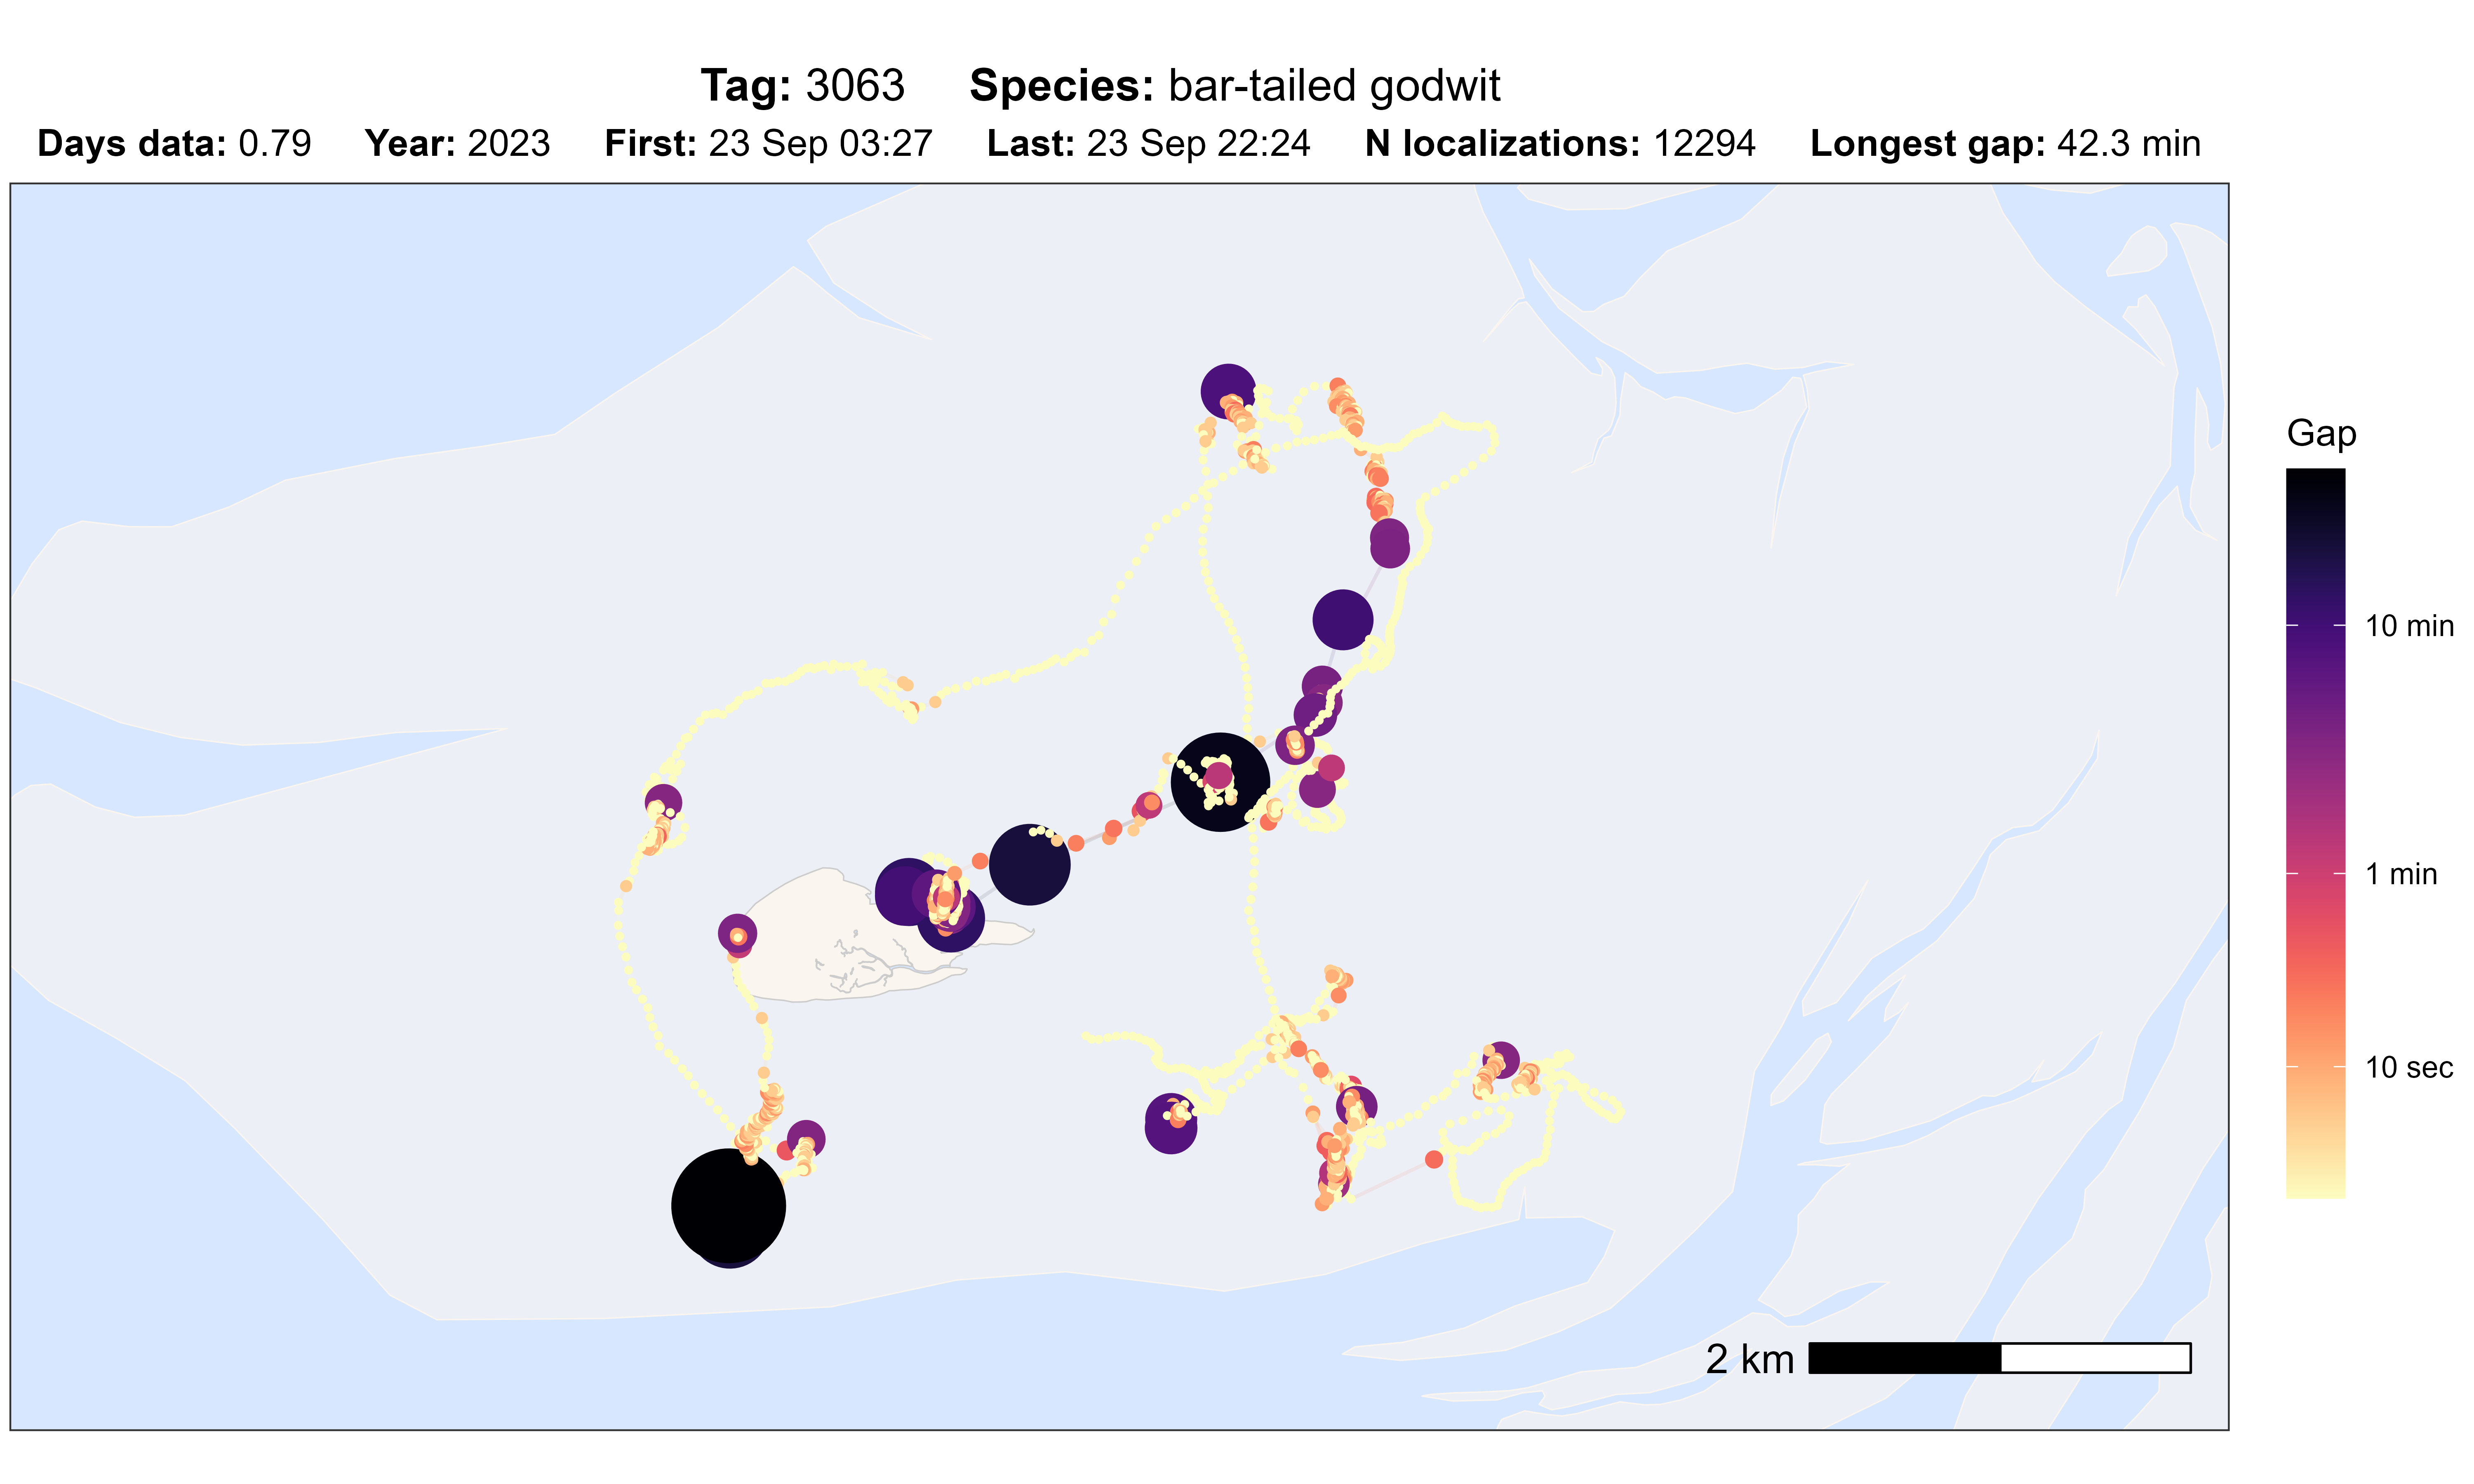 Tag: 3063 Species: bar-tailed godwit
Days data: 0.79 Year: 2023 First: 23 Sep 03:27 Last: 23 Sep 22:24 N localizations: 12294 Longest gap: 42.3 min
Gap
10 min
1 min
10 sec
2 km